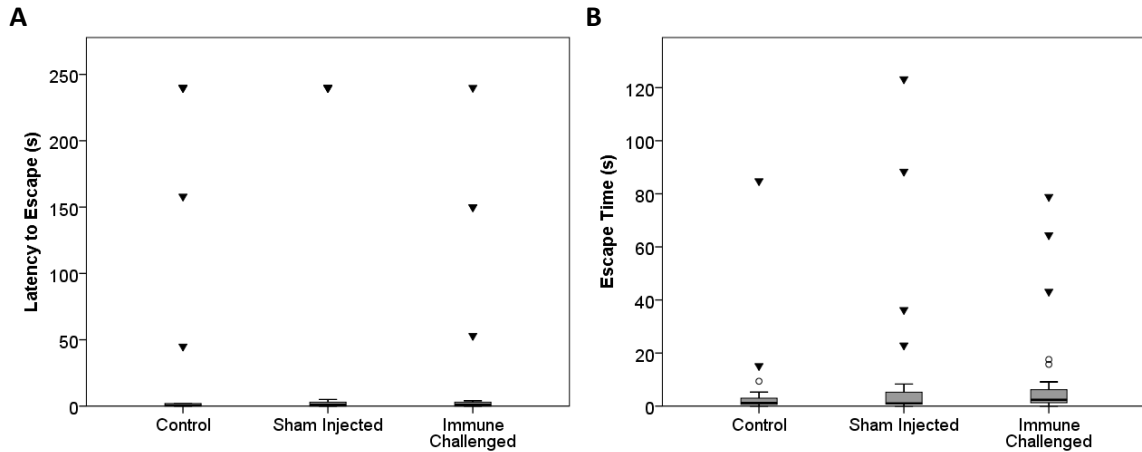 A
Latency to Escape (s)
250
200
150
100
50
0
Control
Sham Injected
Immune
Challenged
B
Escape Time (s)
120
100
80
60
40
20
0
Control
Sham Injected
Immune
Challenged